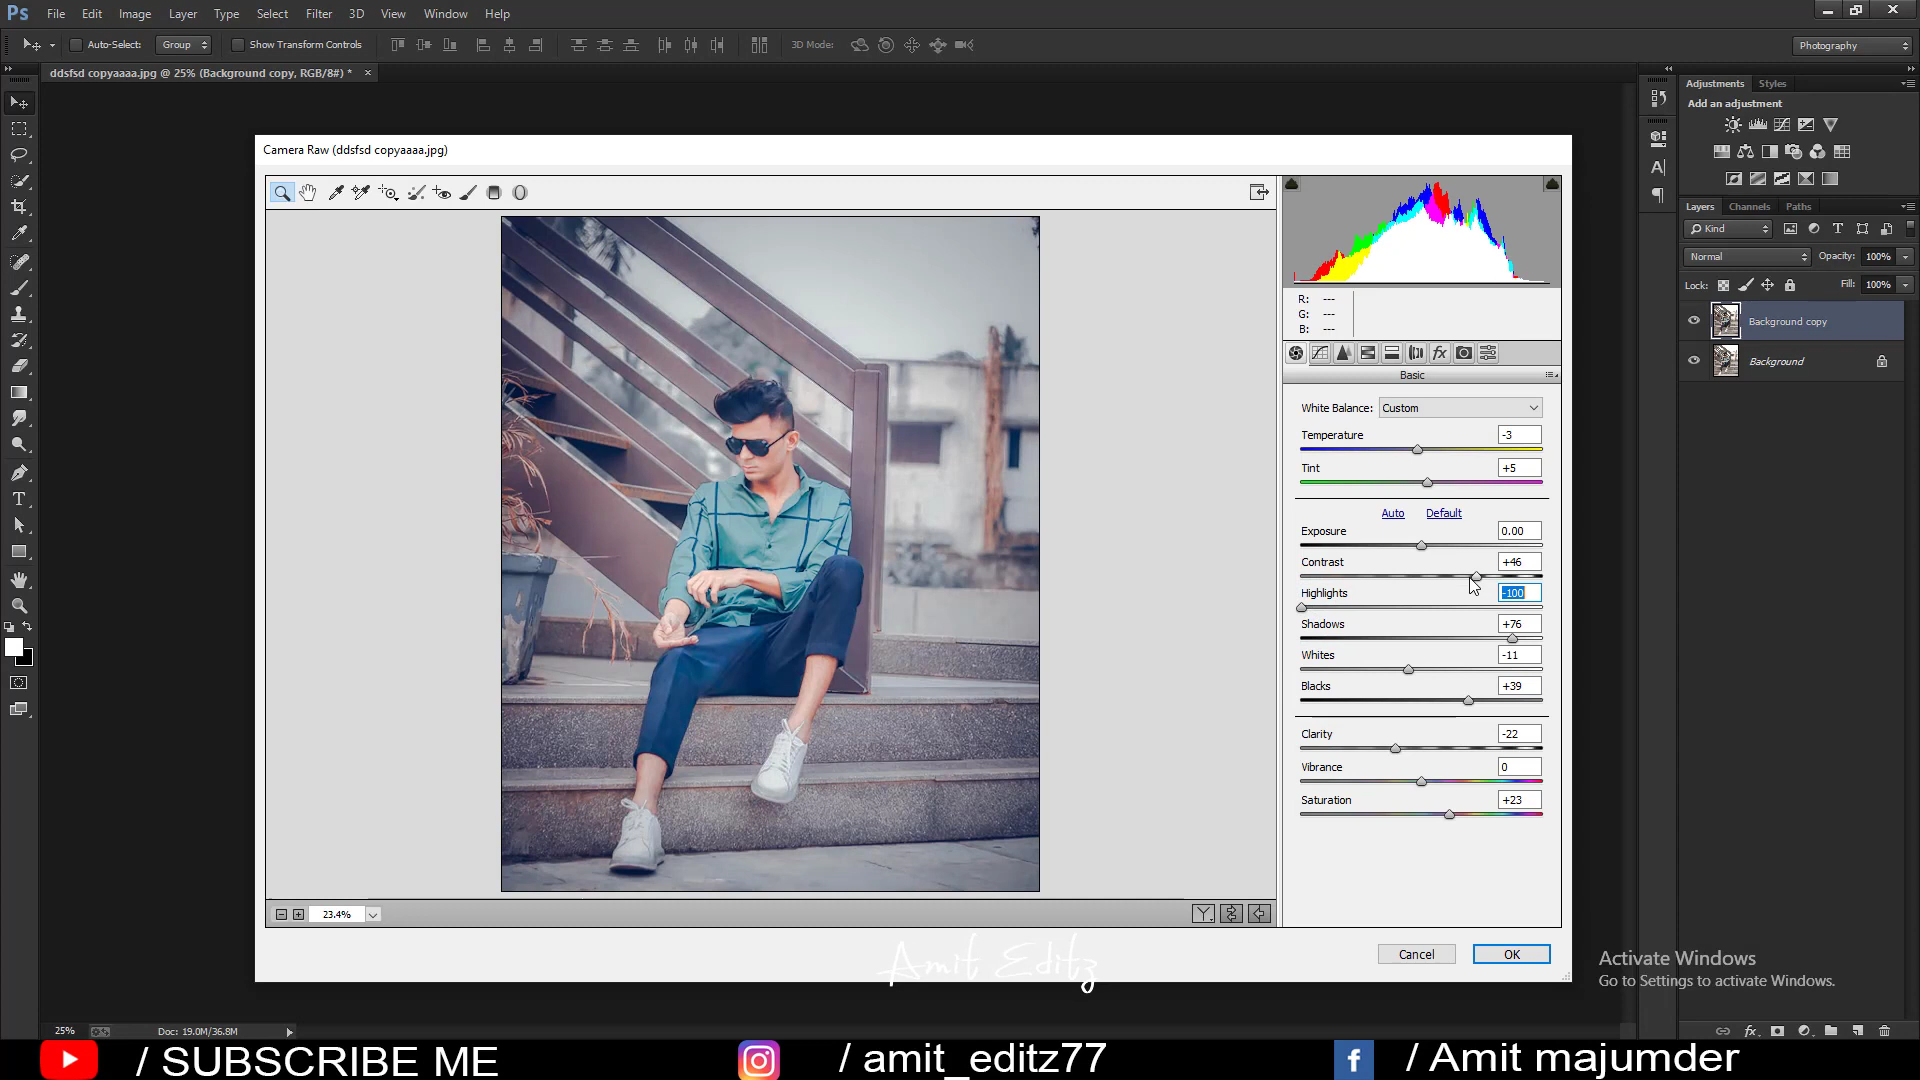 Ps File Edit Image Layer Type Select Filter 3D View Window Help
Auto-Select: Group Show Transform Controls 3D Mode: Photography
ddsfsd copyaaaa.jpg @ 25% (Background copy, RGB/8#) * ×
Camera Raw (ddsfsd copyaaaa.jpg)
R: ---
G: ---
B: ---
Basic
White Balance: Custom
Temperature -3
Tint +5
Auto Default
Exposure 0.00
Contrast +46
Highlights -100
Shadows +76
Whites -11
Blacks +39
Clarity -22
Vibrance 0
Saturation +23
23.4%
Cancel OK
Adjustments Styles
Add an adjustment
Layers Channels Paths
Kind
Normal Opacity: 100%
Lock: Fill: 100%
Background copy
Background
Amit Editz
Activate Windows
Go to Settings to activate Windows.
25% Doc: 19.0M/36.8M
/ SUBSCRIBE ME / amit_editz77 / Amit majumder